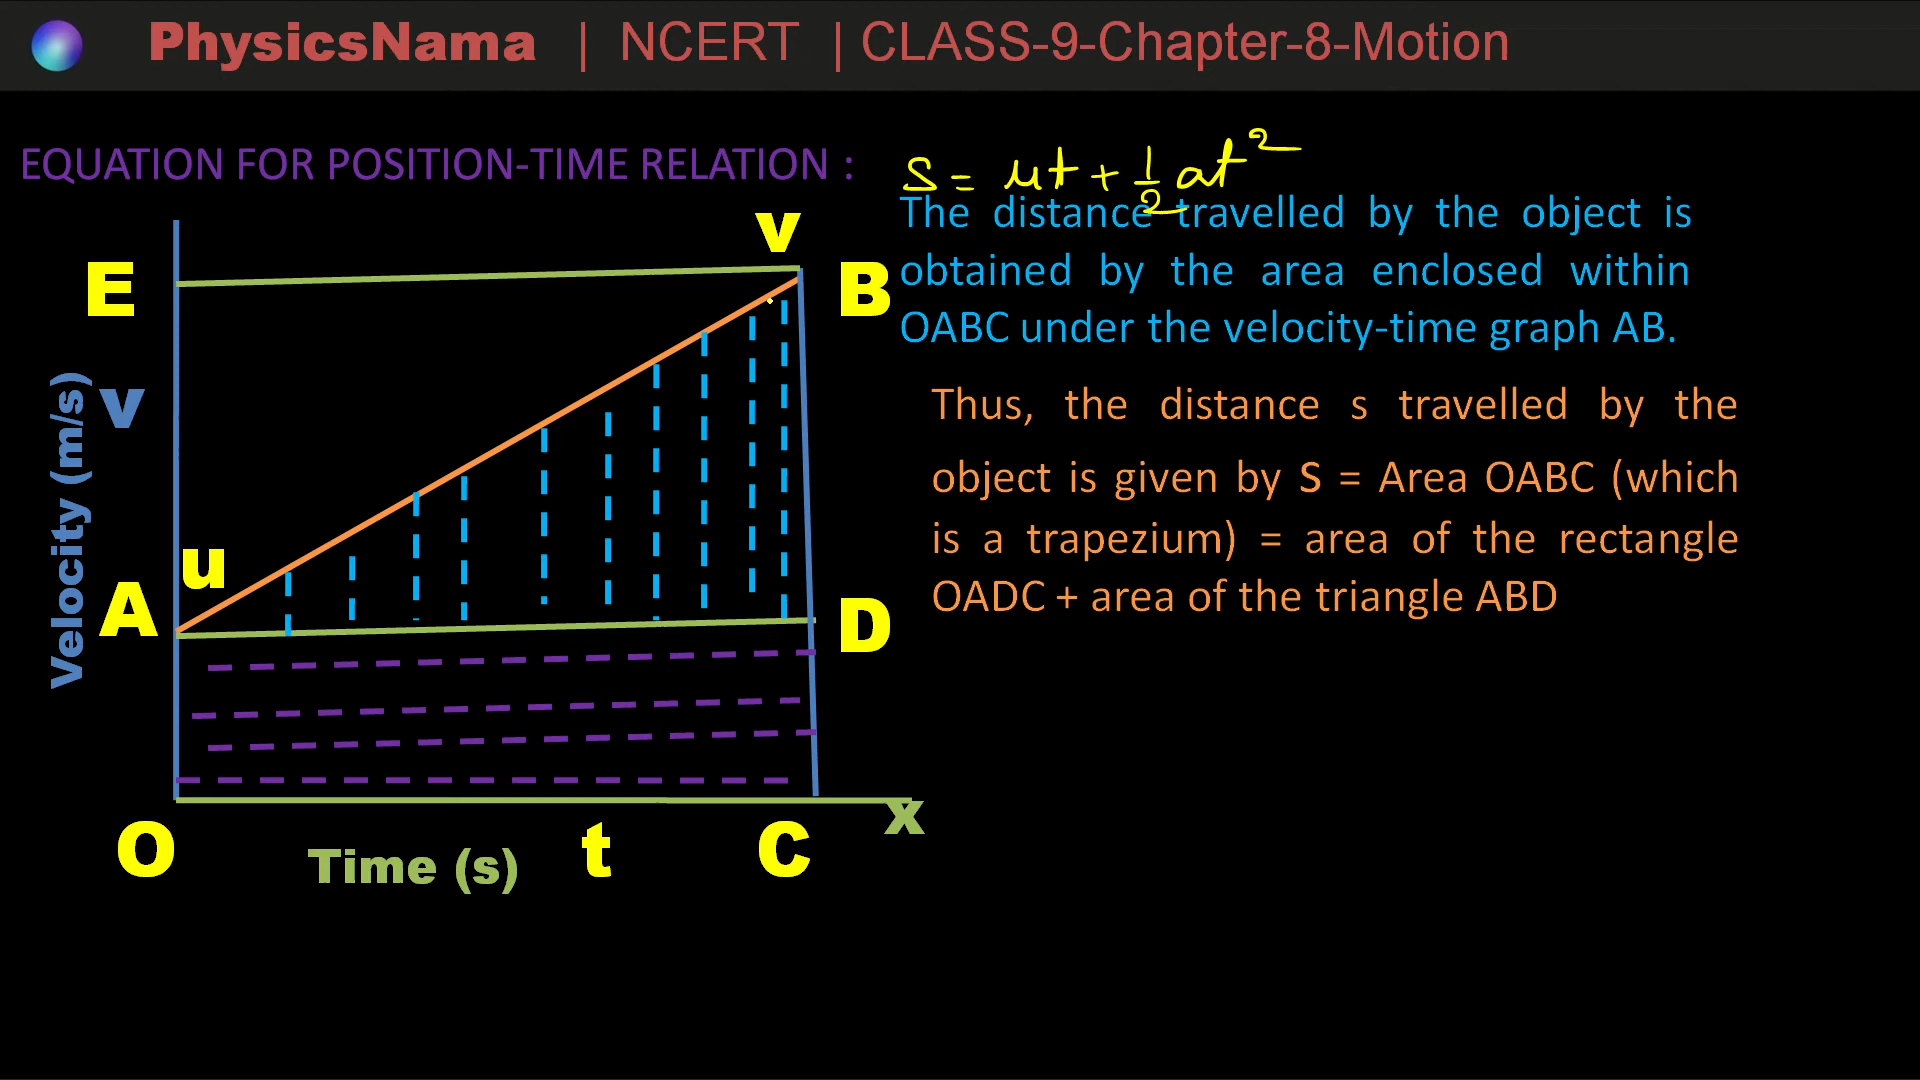 PhysicsNama | NCERT | CLASS-9-Chapter-8-Motion
EQUATION FOR POSITION-TIME RELATION :
s = ut + 1/2 at²
The distance travelled by the object is
obtained by the area enclosed within
OABC under the velocity-time graph AB.
Thus, the distance s travelled by the
object is given by S = Area OABC (which
is a trapezium) = area of the rectangle
OADC + area of the triangle ABD
v
E
B
v
Velocity (m/s)
u
A
D
x
O
Time (s)
t
C